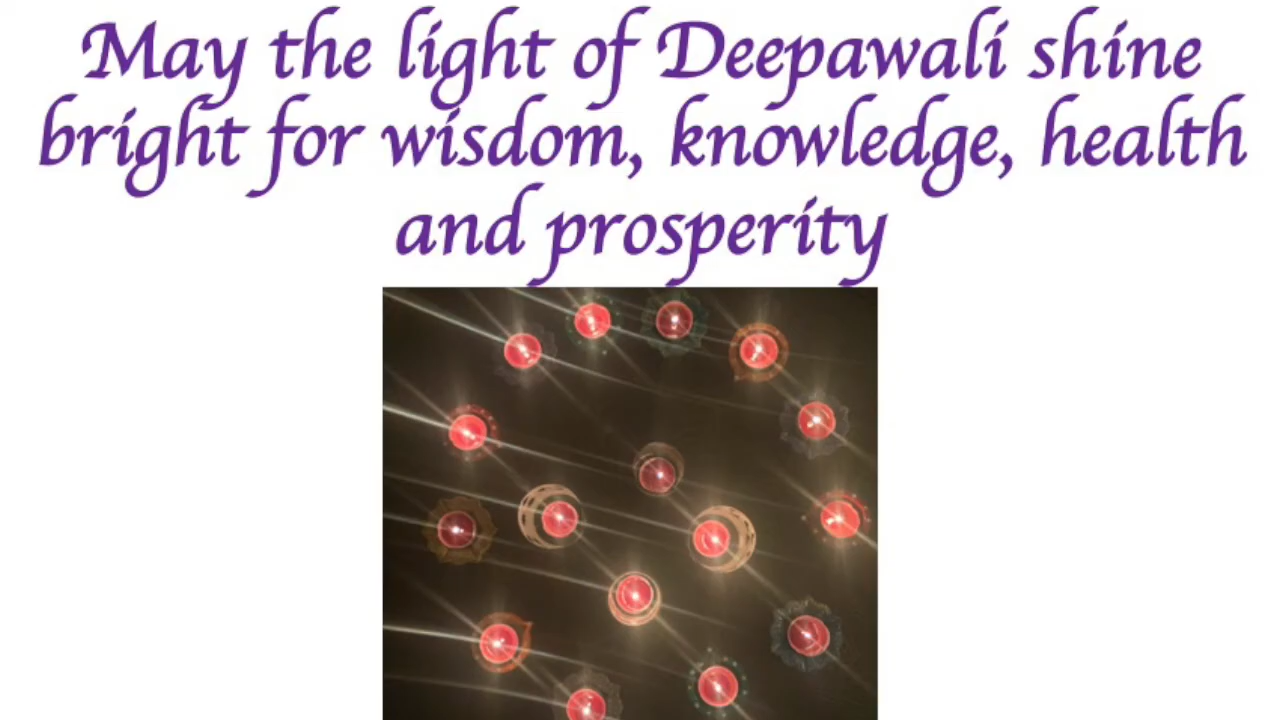 May the light of Deepawali shine
bright for wisdom, knowledge, health
and prosperity